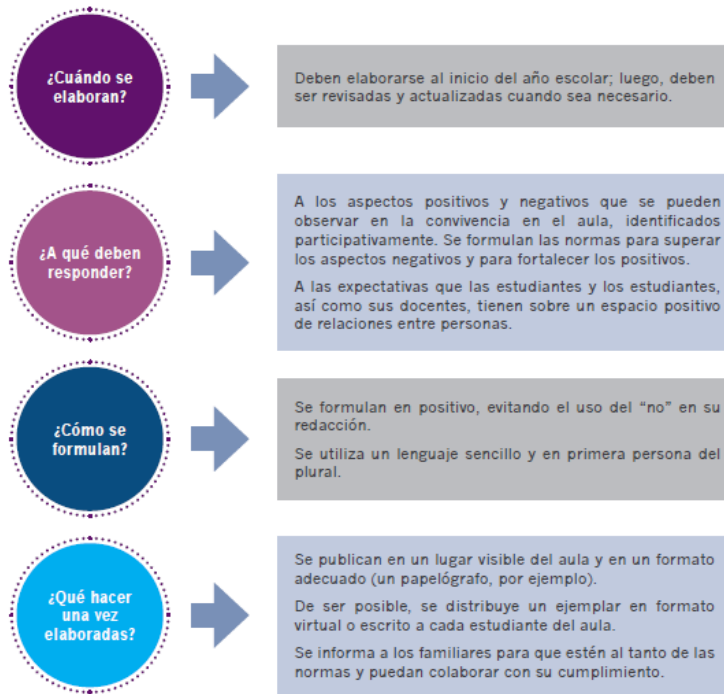 ¿Cuándo se
elaboran?
Deben elaborarse al inicio del año escolar; luego, deben
ser revisadas y actualizadas cuando sea necesario.
¿A qué deben
responder?
A los aspectos positivos y negativos que se pueden
observar en la convivencia en el aula, identificados
participativamente. Se formulan las normas para superar
los aspectos negativos y para fortalecer los positivos.
A las expectativas que las estudiantes y los estudiantes,
así como sus docentes, tienen sobre un espacio positivo
de relaciones entre personas.
¿Cómo se
formulan?
Se formulan en positivo, evitando el uso del “no” en su
redacción.
Se utiliza un lenguaje sencillo y en primera persona del
plural.
¿Qué hacer
una vez
elaboradas?
Se publican en un lugar visible del aula y en un formato
adecuado (un papelógrafo, por ejemplo).
De ser posible, se distribuye un ejemplar en formato
virtual o escrito a cada estudiante del aula.
Se informa a los familiares para que estén al tanto de las
normas y puedan colaborar con su cumplimiento.